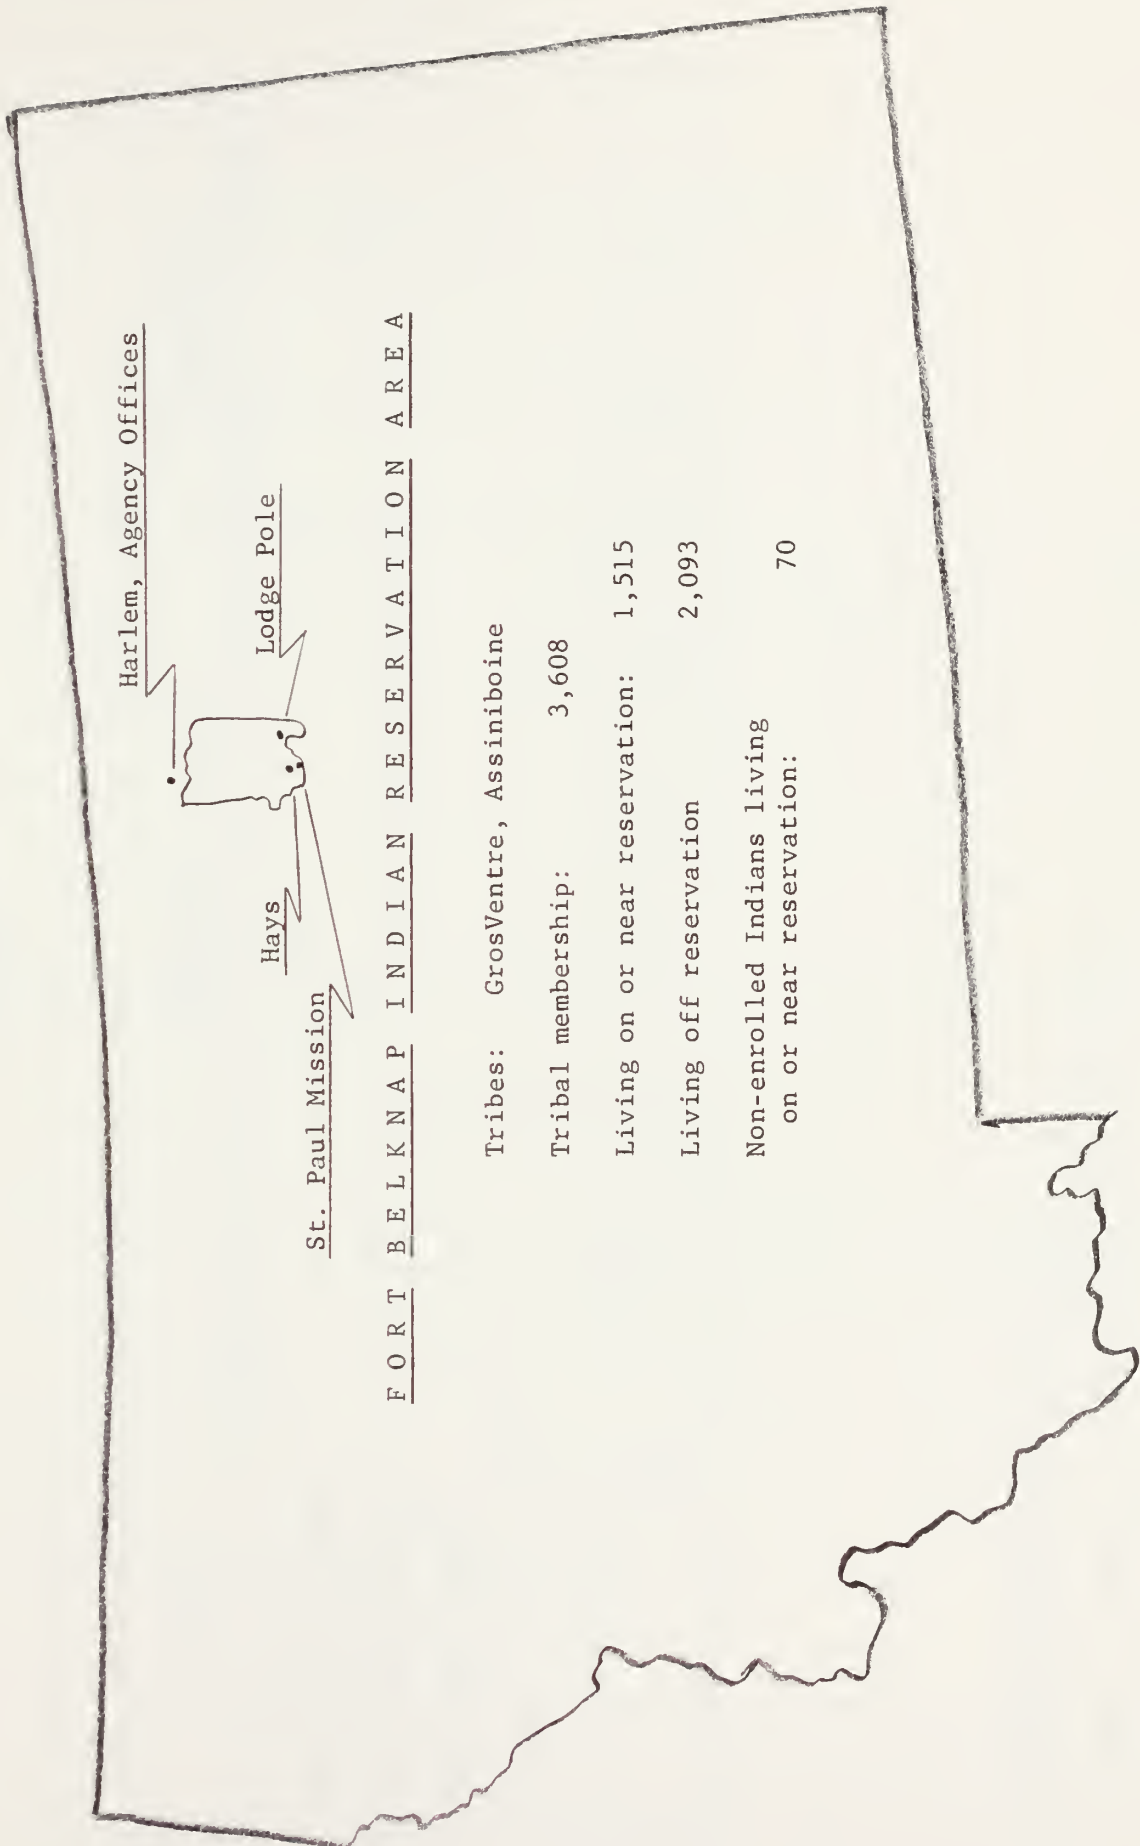 Harlem, Agency Offices
Lodge Pole
Hays
St. Paul Mission
FORT BELKNAP INDIAN RESERVATION AREA
Tribes: GrosVentre, Assiniboine
Tribal membership: 3,608
Living on or near reservation: 1,515
Living off reservation 2,093
Non-enrolled Indians living
on or near reservation: 70